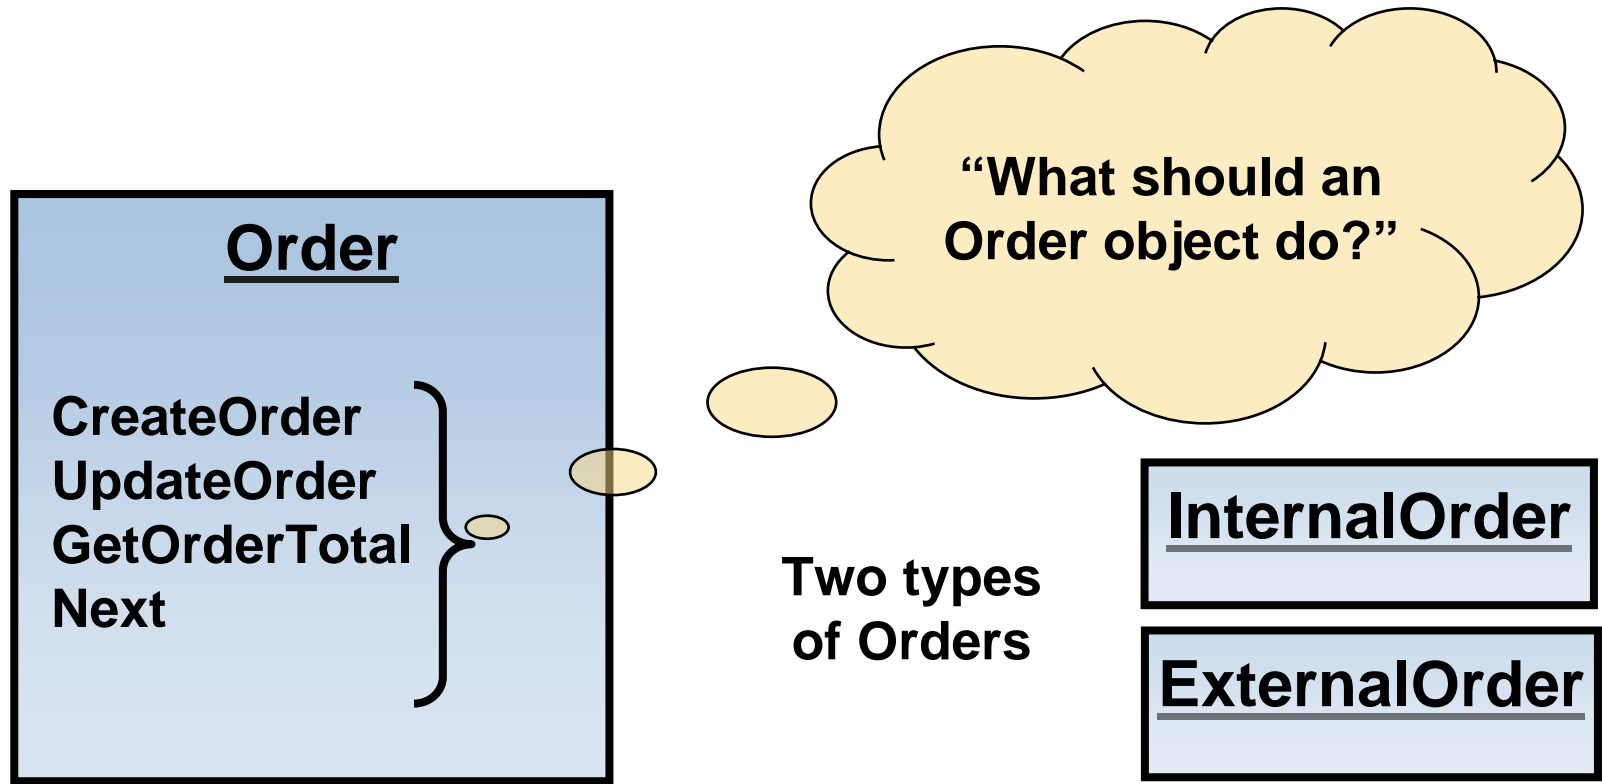 Order
CreateOrder
UpdateOrder
GetOrderTotal
Next
“What should an
Order object do?”
Two types
of Orders
InternalOrder
ExternalOrder